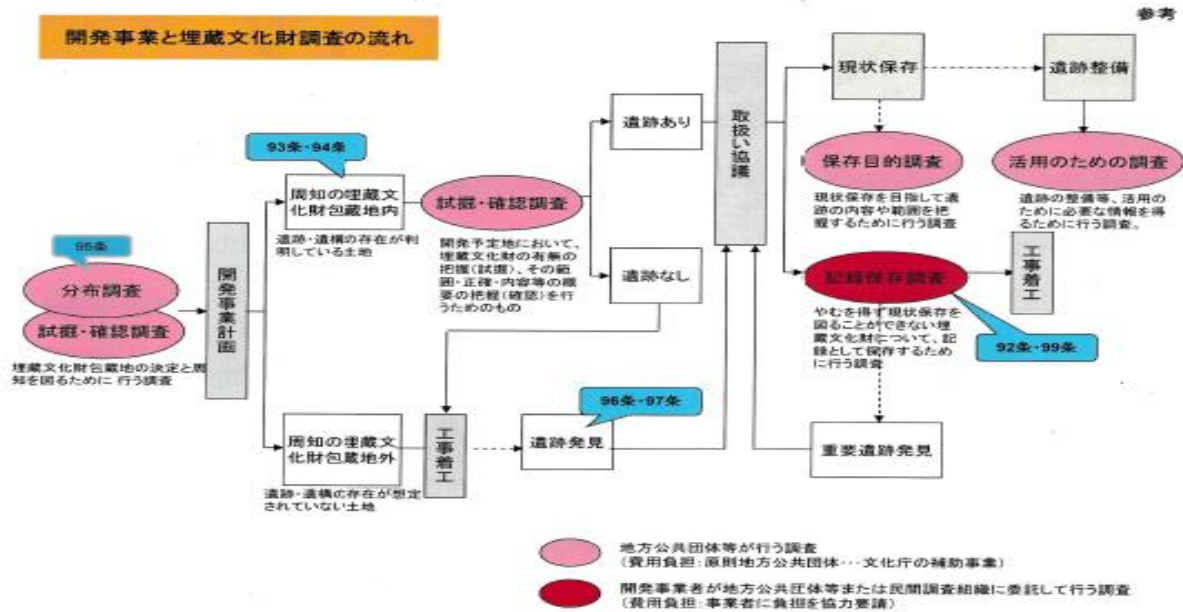 参考
開発事業と埋蔵文化財調査の流れ
95条
分布調査
試掘・確認調査
埋蔵文化財包蔵地の決定と周
知を図るために 行う調査
開発事業計画
93条・94条
周知の埋蔵文
化財包蔵地内
遺跡・遺構の存在が判
明している土地
試掘・確認調査
開発予定地において、
埋蔵文化財の有無の
把握(試掘)、その範
囲・正確・内容等の概
要の把握(確認)を行
うためのもの
遺跡あり
遺跡なし
周知の埋蔵文
化財包蔵地外
遺跡・遺構の存在が想定
されていない土地
工事着工
遺跡発見
96条・97条
取扱い協議
現状保存
遺跡整備
保存目的調査
現状保存を目指して遺
跡の内容や範囲を把
握するために行う調査
活用のための調査
遺跡の整備等、活用の
ために必要な情報を得
るために行う調査。
記録保存調査
やむを得ず現状保存を
図ることができない埋
蔵文化財について、記
録として保存するため
に行う調査
工事着工
92条・99条
重要遺跡発見
地方公共団体等が行う調査
(費用負担:原則地方公共団体…文化庁の補助事業)
開発事業者が地方公共団体等または民間調査組織に委託して行う調査
(費用負担:事業者に負担を協力要請)